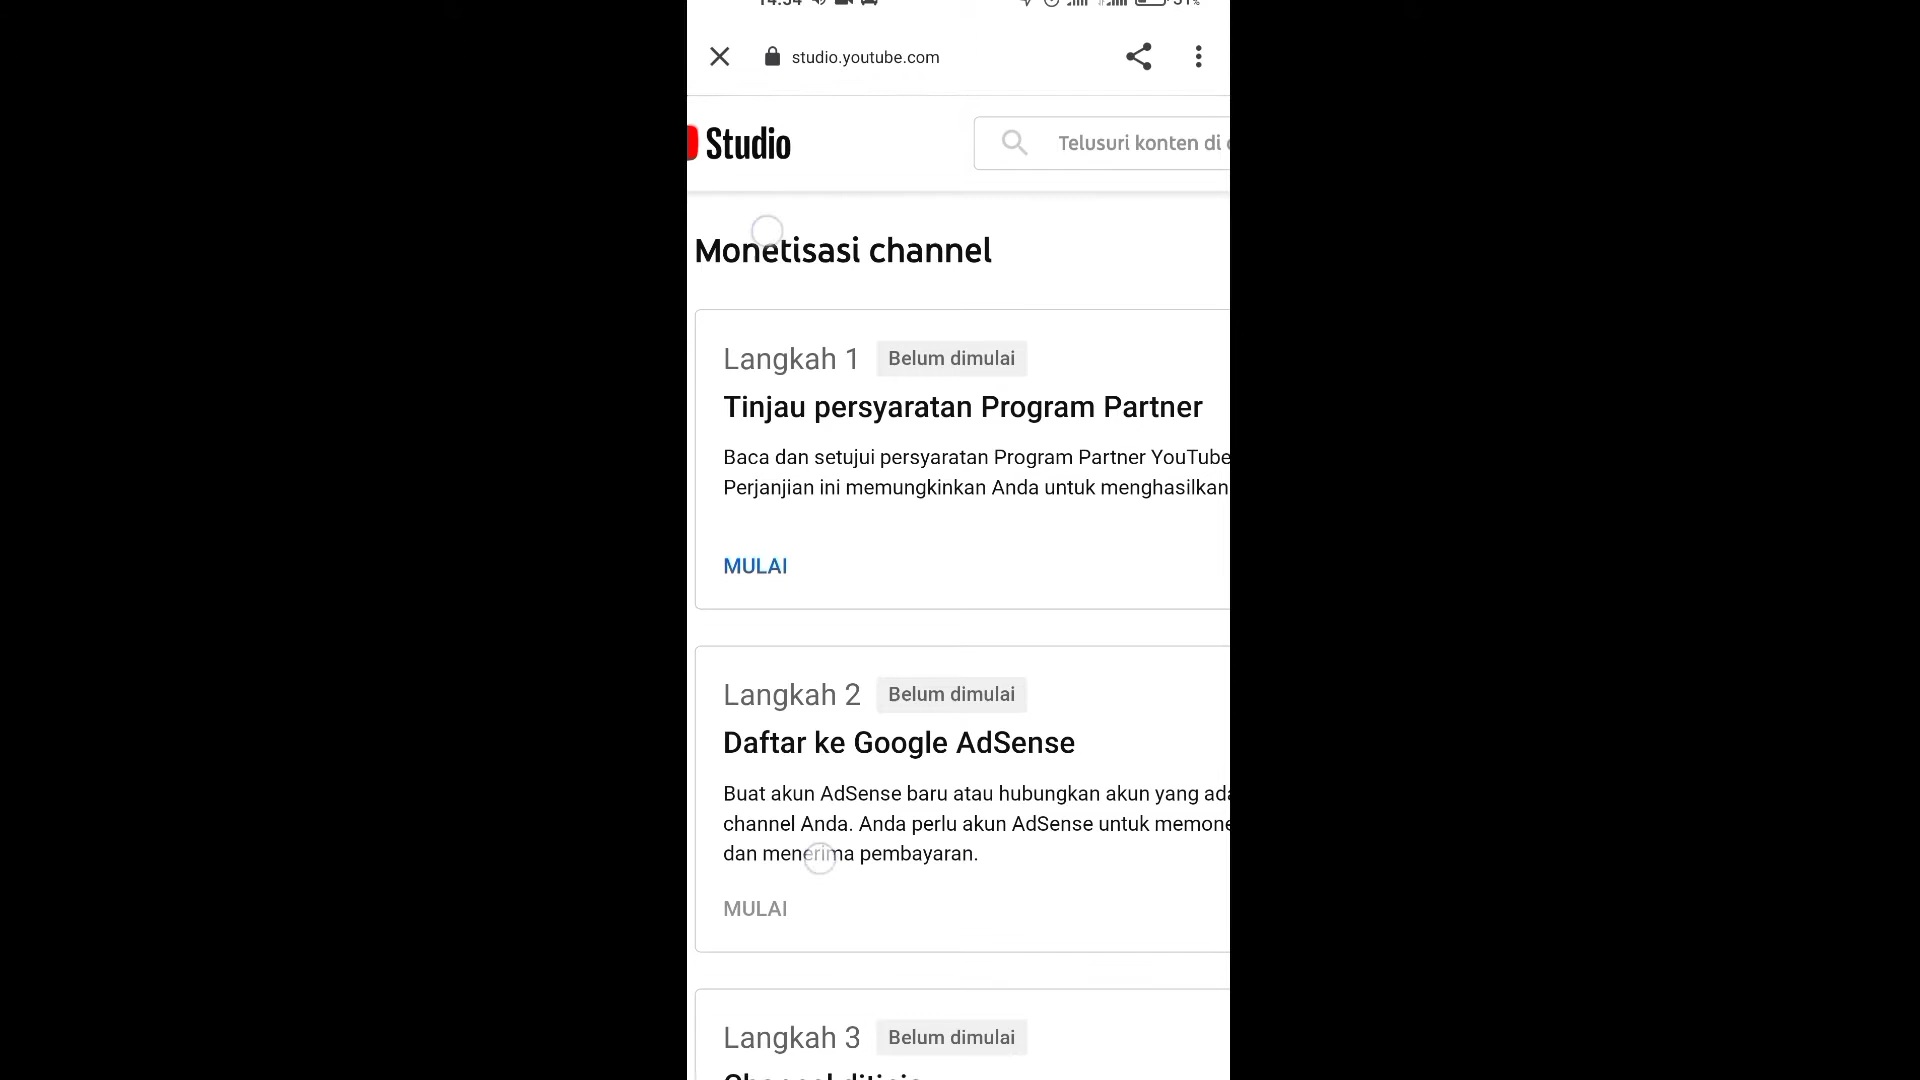 14.34
studio.youtube.com
Studio
Telusuri konten di
Monetisasi channel
Langkah 1 Belum dimulai
Tinjau persyaratan Program Partner
Baca dan setujui persyaratan Program Partner YouTube
Perjanjian ini memungkinkan Anda untuk menghasilkan
MULAI
Langkah 2 Belum dimulai
Daftar ke Google AdSense
Buat akun AdSense baru atau hubungkan akun yang
channel Anda. Anda perlu akun AdSense untuk
dan menerima pembayaran.
MULAI
Langkah 3 Belum dimulai